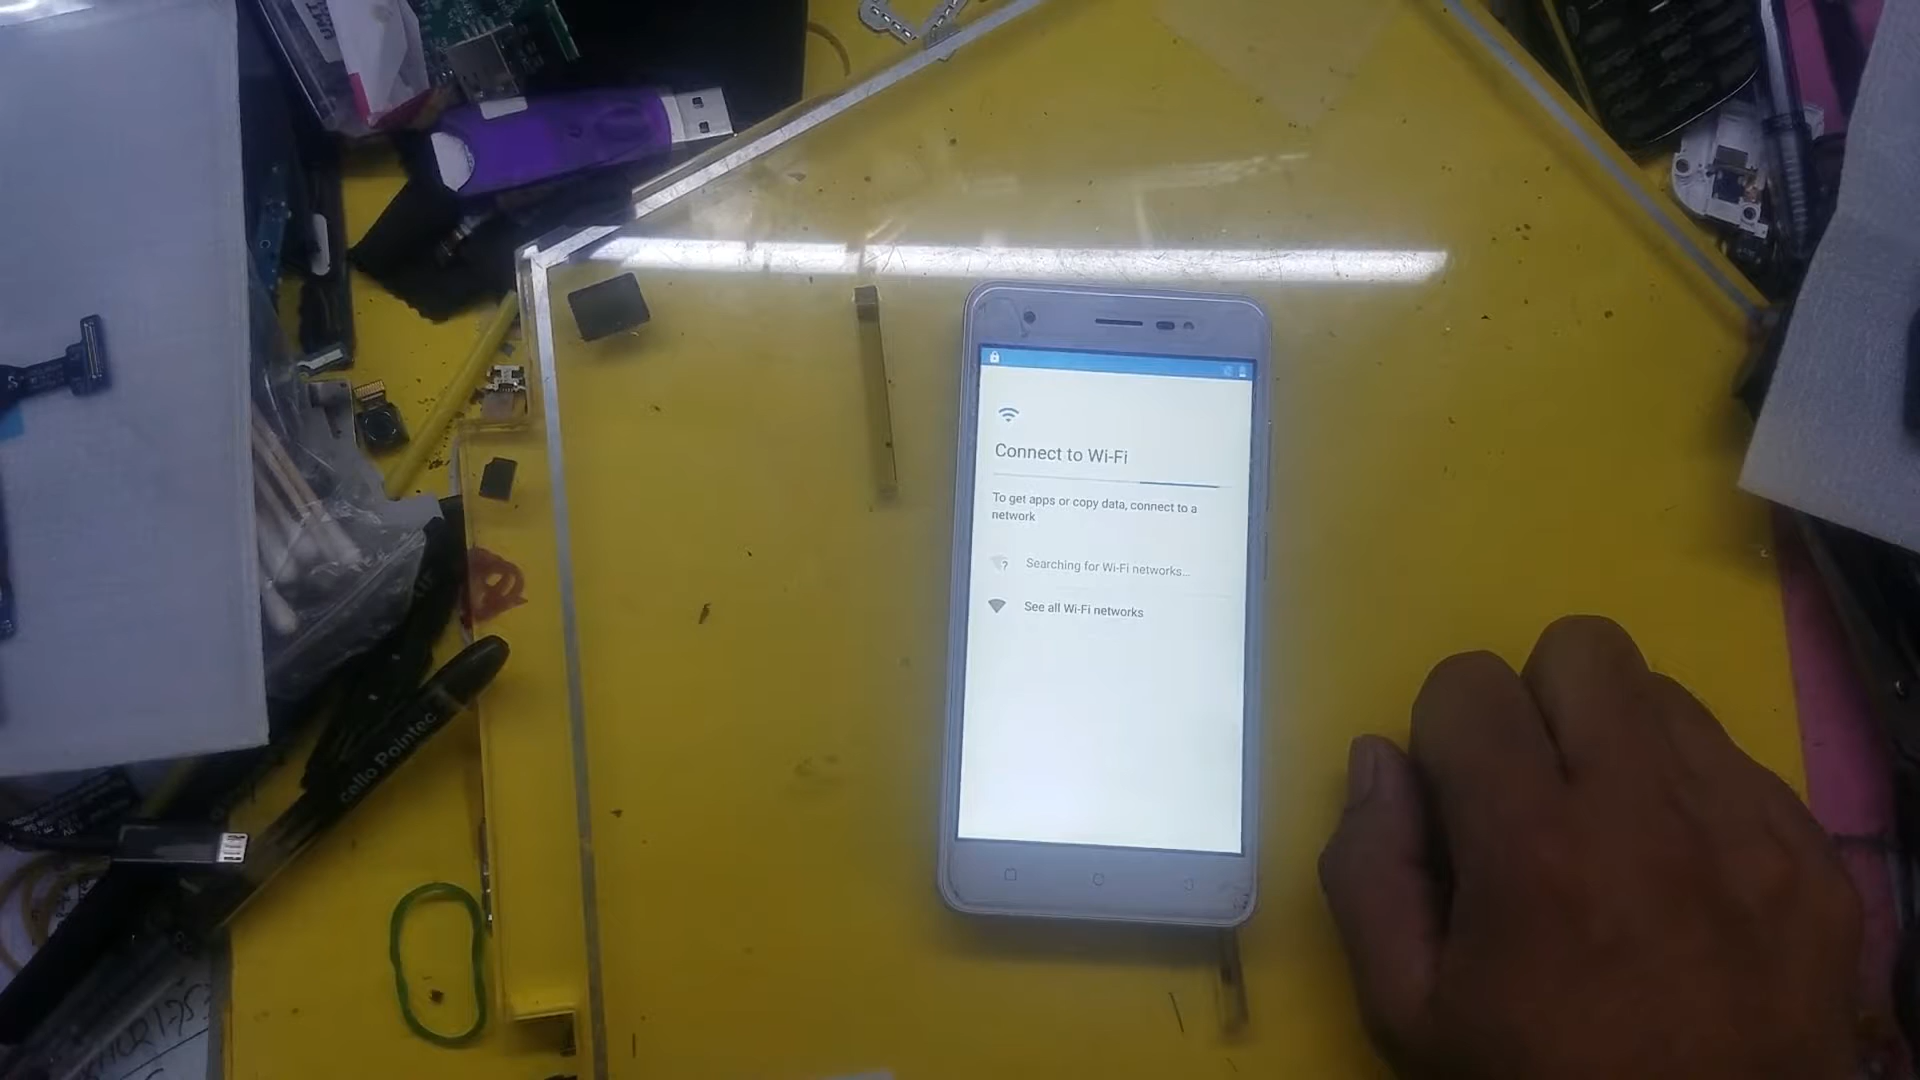 UMT
Connect to Wi-Fi
To get apps or copy data, connect to a
network
Searching for Wi-Fi networks...
See all Wi-Fi networks
cello Pointec